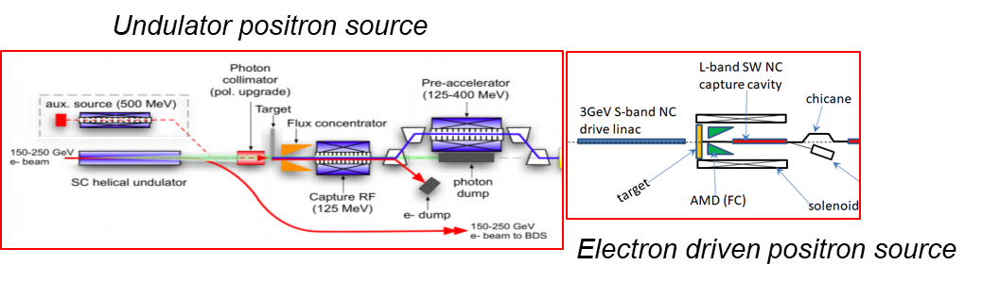 Undulator positron source
Photon
collimator
(pol. upgrade)
Pre-accelerator
(125-400 MeV)
aux. source (500 MeV)
Target
Flux concentrator
150-250 GeV
e- beam
SC helical undulator
Capture RF
(125 MeV)
photon
dump
e- dump
150-250 GeV
e- beam to BDS
L-band SW NC
capture cavity
chicane
3GeV S-band NC
drive linac
target
AMD (FC)
solenoid
Electron driven positron source